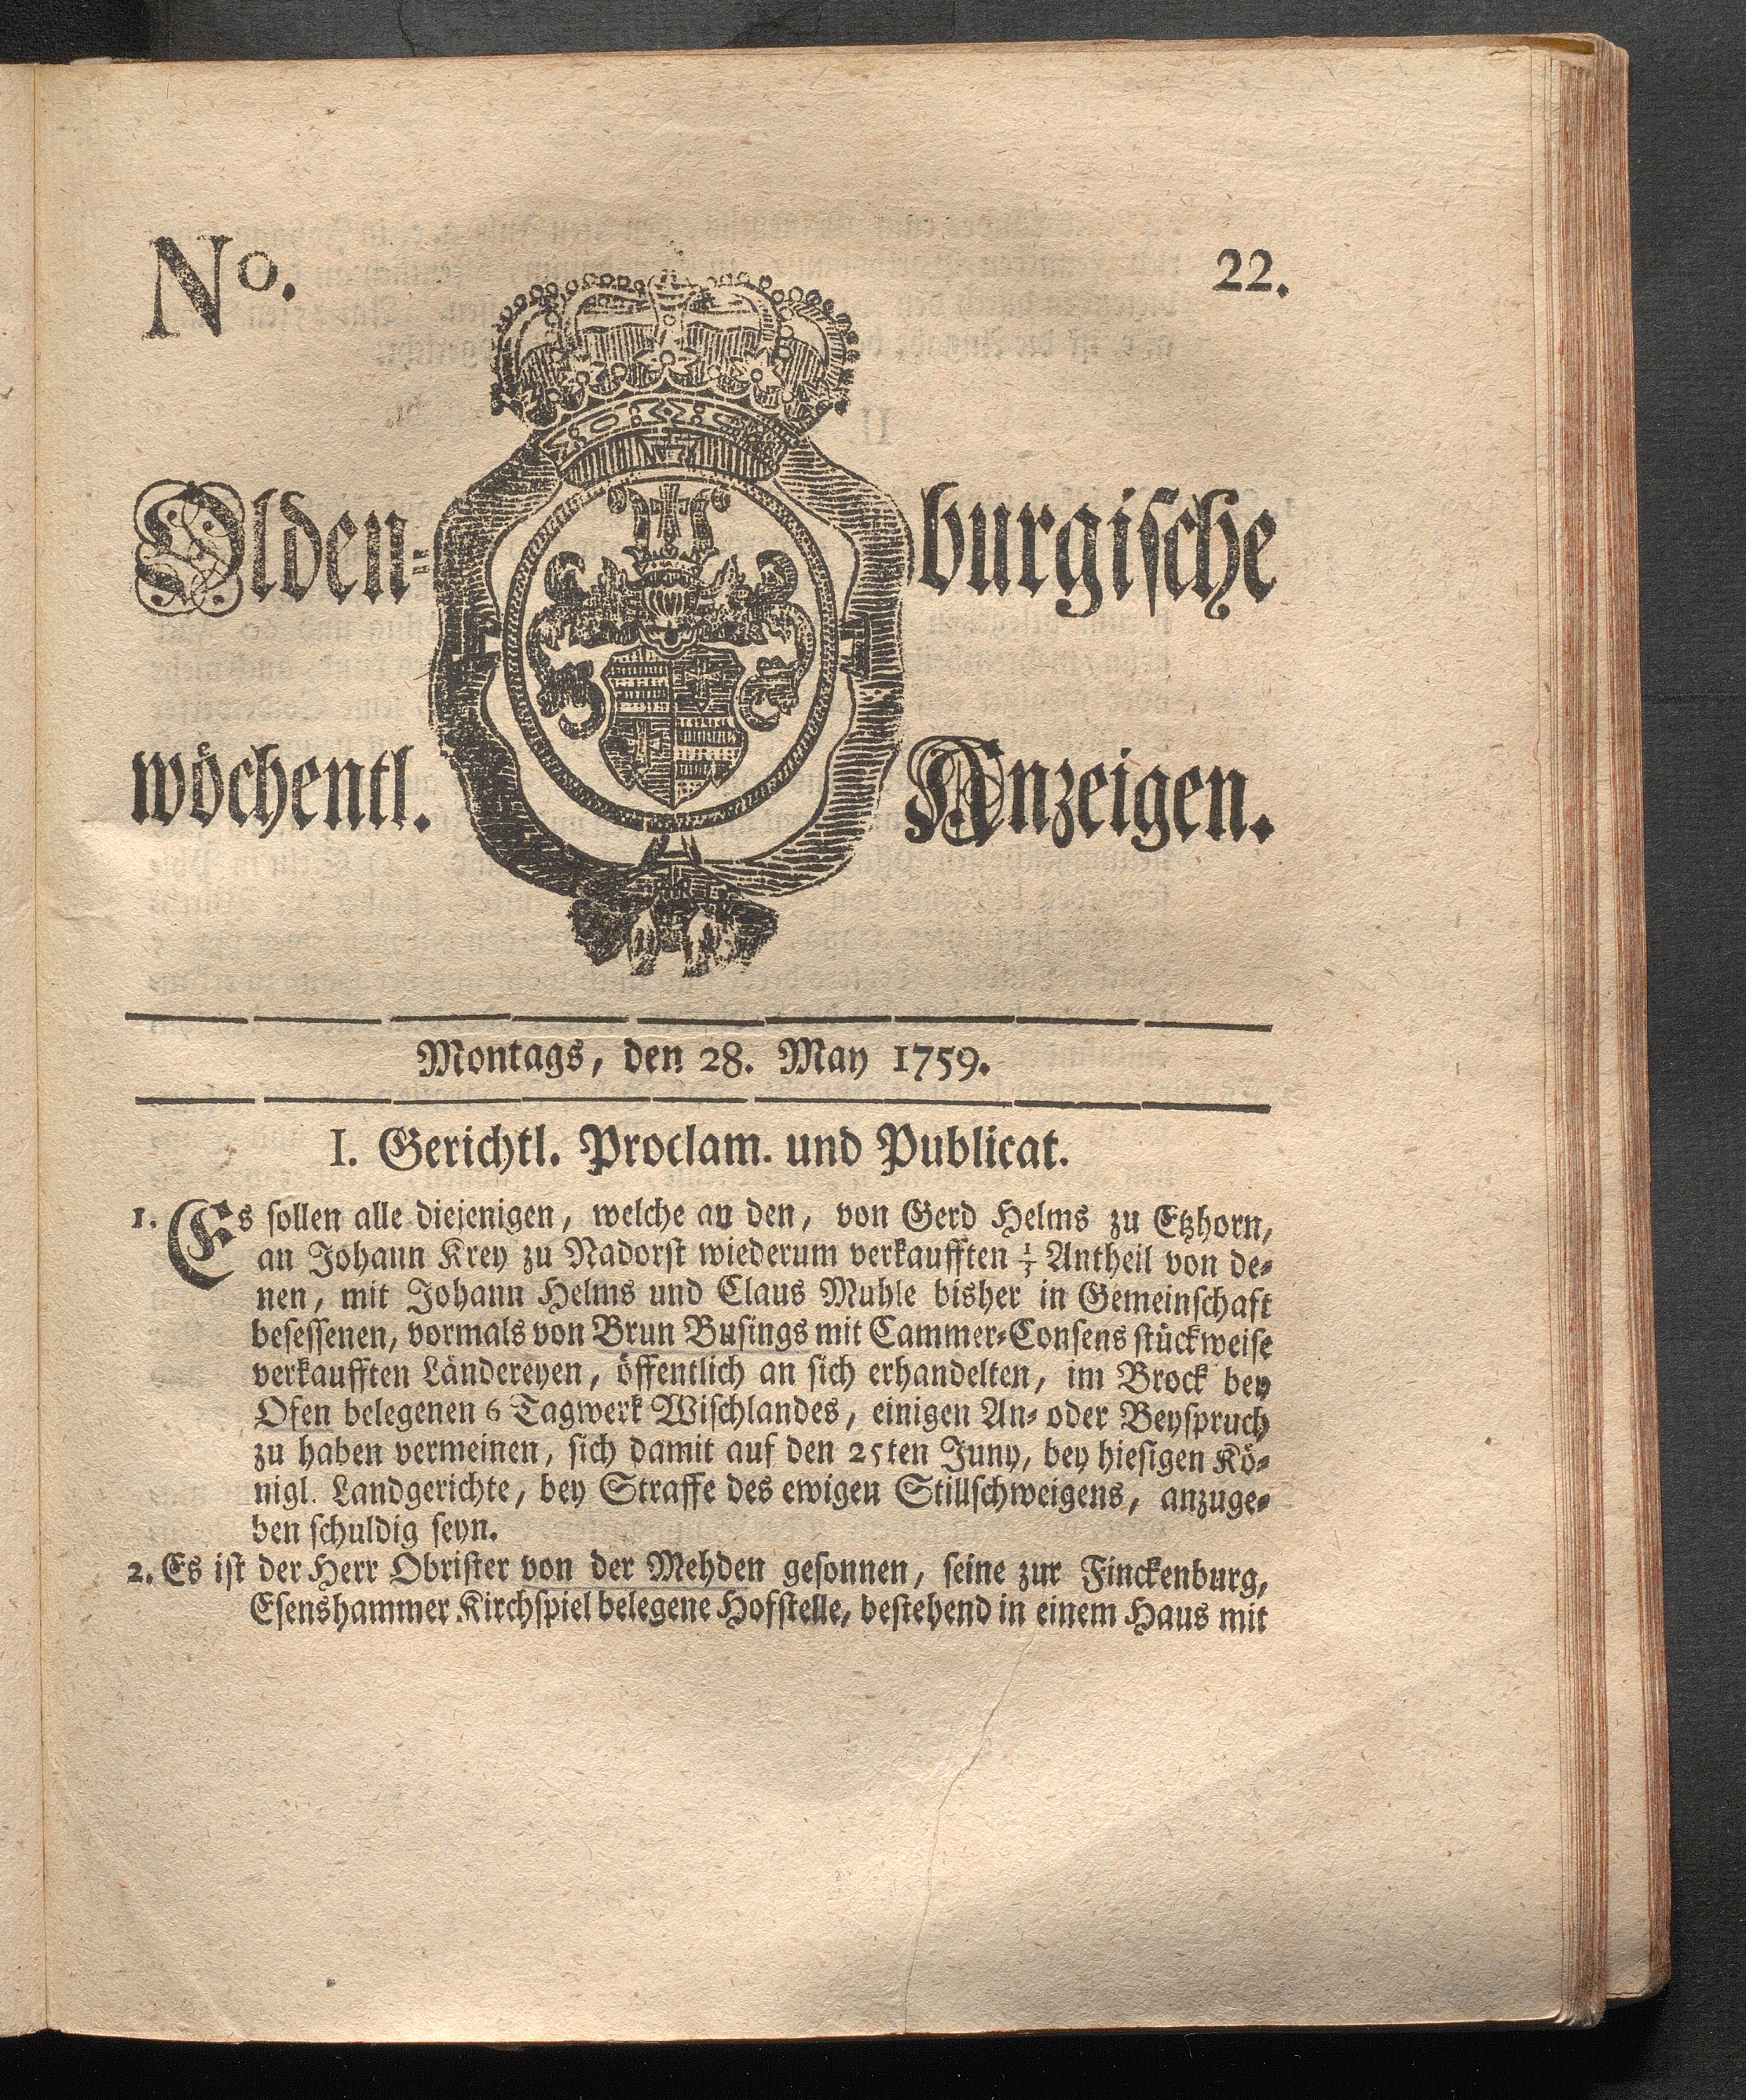 No. 22.
Olden= burgische
wöchentl. Anzeigen.
Montags, den 28. May 1759.
I. Gerichtl. Proclam. und Publicat.
1. Es sollen alle diejenigen, welche an den, von Gerd Helms zu Etzhorn,
an Johann Krey zu Nadorst wiederum verkaufften 1/3 Antheil von de=
nen, mit Johann Helms und Claus Muhle bisher in Gemeinschaft
besessenen, vormals von Brun Busings mit Cammer=Consens stückweise
verkaufften Ländereyen, öffentlich an sich erhandelten, im Brock bey
Ofen belegenen 6 Tagwerk Wischlandes, einigen An= oder Beyspruch
zu haben vermeinen, sich damit auf den 25ten Juny, bey hiesigen Kö=
nigl. Landgerichte, bey Straffe des ewigen Stillschweigens, anzuge=
ben schuldig seyn.
2. Es ist der Herr Obrister von der Mehden gesonnen, seine zur Finckenburg,
Esenshammer Kirchspiel belegene Hofstelle, bestehend in einem Haus mit